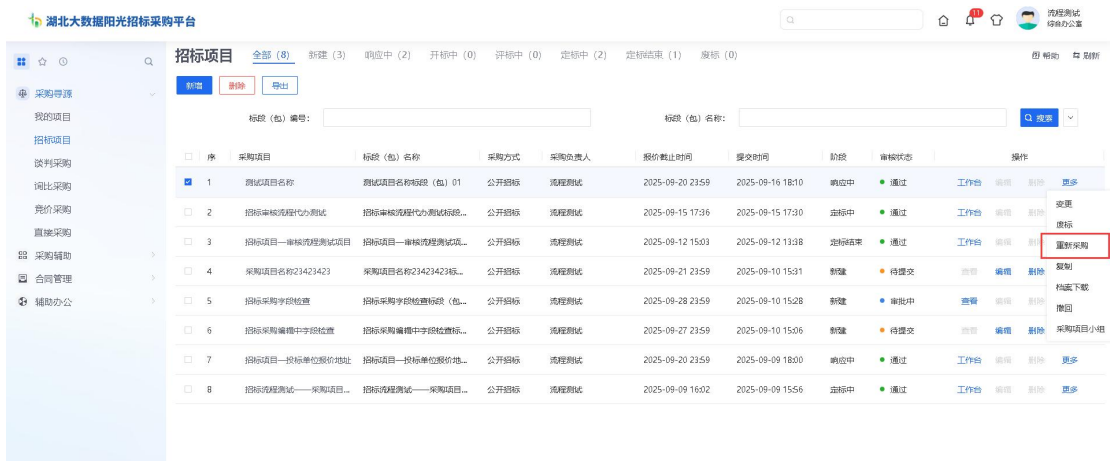 湖北大数据阳光招标采购平台
11
流程测试
综合办公室
采购寻源
我的项目
招标项目
谈判采购
询比采购
竞价采购
直接采购
采购辅助
合同管理
辅助办公
招标项目 全部 (8) 新建 (3) 响应中 (2) 开标中 (0) 评标中 (0) 定标中 (2) 定标结束 (1) 废标 (0) 帮助 刷新
新增 删除 导出
标段（包）编号： 标段（包）名称： 搜索
序 采购项目 标段（包）名称 采购方式 采购负责人 报价截止时间 提交时间 阶段 审核状态 操作
1 测试项目名称 测试项目名称标段（包）01 公开招标 流程测试 2025-09-20 23:59 2025-09-16 18:10 响应中 通过 工作台 编辑 删除 更多
2 招标审核流程代办测试 招标审核流程代办测试标段... 公开招标 流程测试 2025-09-15 17:36 2025-09-15 17:30 定标中 通过 工作台 编辑 删除
3 招标项目—审核流程测试项目 招标项目—审核流程测试项... 公开招标 流程测试 2025-09-12 15:03 2025-09-12 13:38 定标结束 通过 工作台 编辑 删除
4 采购项目名称23423423 采购项目名称23423423标... 公开招标 流程测试 2025-09-21 23:59 2025-09-10 15:31 新建 待提交 查看 编辑 删除
5 招标采购字段检查 招标采购字段检查标段（包... 公开招标 流程测试 2025-09-28 23:59 2025-09-10 15:28 新建 审批中 查看 编辑 删除
6 招标采购编辑中字段检查 招标采购编辑中字段检查标... 公开招标 流程测试 2025-09-27 23:59 2025-09-10 15:06 新建 待提交 查看 编辑 删除
7 招标项目—投标单位报价地址 招标项目—投标单位报价地... 公开招标 流程测试 2025-09-20 23:59 2025-09-09 18:00 响应中 通过 工作台 编辑 删除 更多
8 招标流程测试——采购项目... 招标流程测试——采购项目... 公开招标 流程测试 2025-09-09 16:02 2025-09-09 15:56 定标中 通过 工作台 编辑 删除 更多
变更
废标
重新采购
复制
档案下载
撤回
采购项目小组